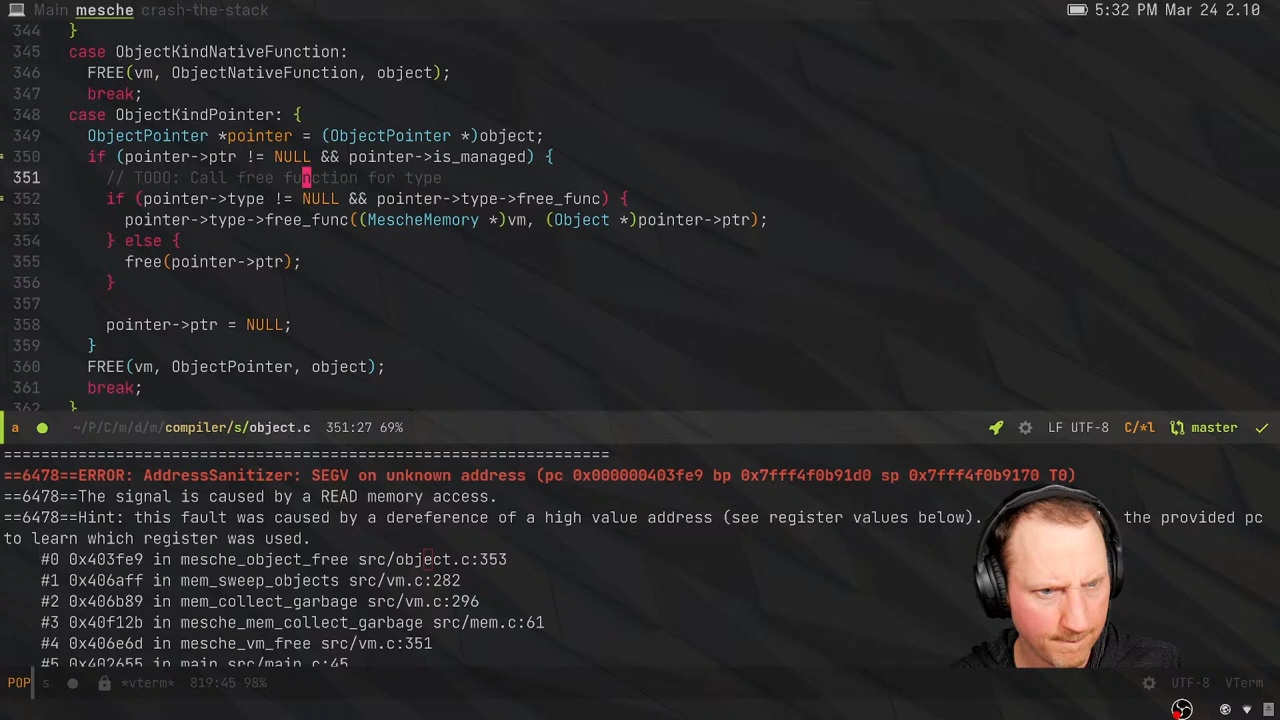 Main mesche crash-the-stack 5:32 PM Mar 24 2.10
344 }
345 case ObjectKindNativeFunction:
346 FREE(vm, ObjectNativeFunction, object);
347 break;
348 case ObjectKindPointer: {
349 ObjectPointer *pointer = (ObjectPointer *)object;
350 if (pointer->ptr != NULL && pointer->is_managed) {
351 // TODO: Call free function for type
352 if (pointer->type != NULL && pointer->type->free_func) {
353 pointer->type->free_func((MescheMemory *)vm, (Object *)pointer->ptr);
354 } else {
355 free(pointer->ptr);
356 }
357
358 pointer->ptr = NULL;
359 }
360 FREE(vm, ObjectPointer, object);
361 break;
362 }
a ~/P/C/m/d/m/compiler/s/object.c 351:27 69% LF UTF-8 C/*l master
=================================================================
==6478==ERROR: AddressSanitizer: SEGV on unknown address (pc 0x000000403fe9 bp 0x7fff4f0b91d0 sp 0x7fff4f0b9170 T0)
==6478==The signal is caused by a READ memory access.
==6478==Hint: this fault was caused by a dereference of a high value address (see register values below). the provided pc
to learn which register was used.
#0 0x403fe9 in mesche_object_free src/object.c:353
#1 0x406aff in mem_sweep_objects src/vm.c:282
#2 0x406b89 in mem_collect_garbage src/vm.c:296
#3 0x40f12b in mesche_mem_collect_garbage src/mem.c:61
#4 0x406e6d in mesche_vm_free src/vm.c:351
#5 0x402655 in main src/main.c:45
POP s *vterm* 819:45 98% UTF-8 VTerm